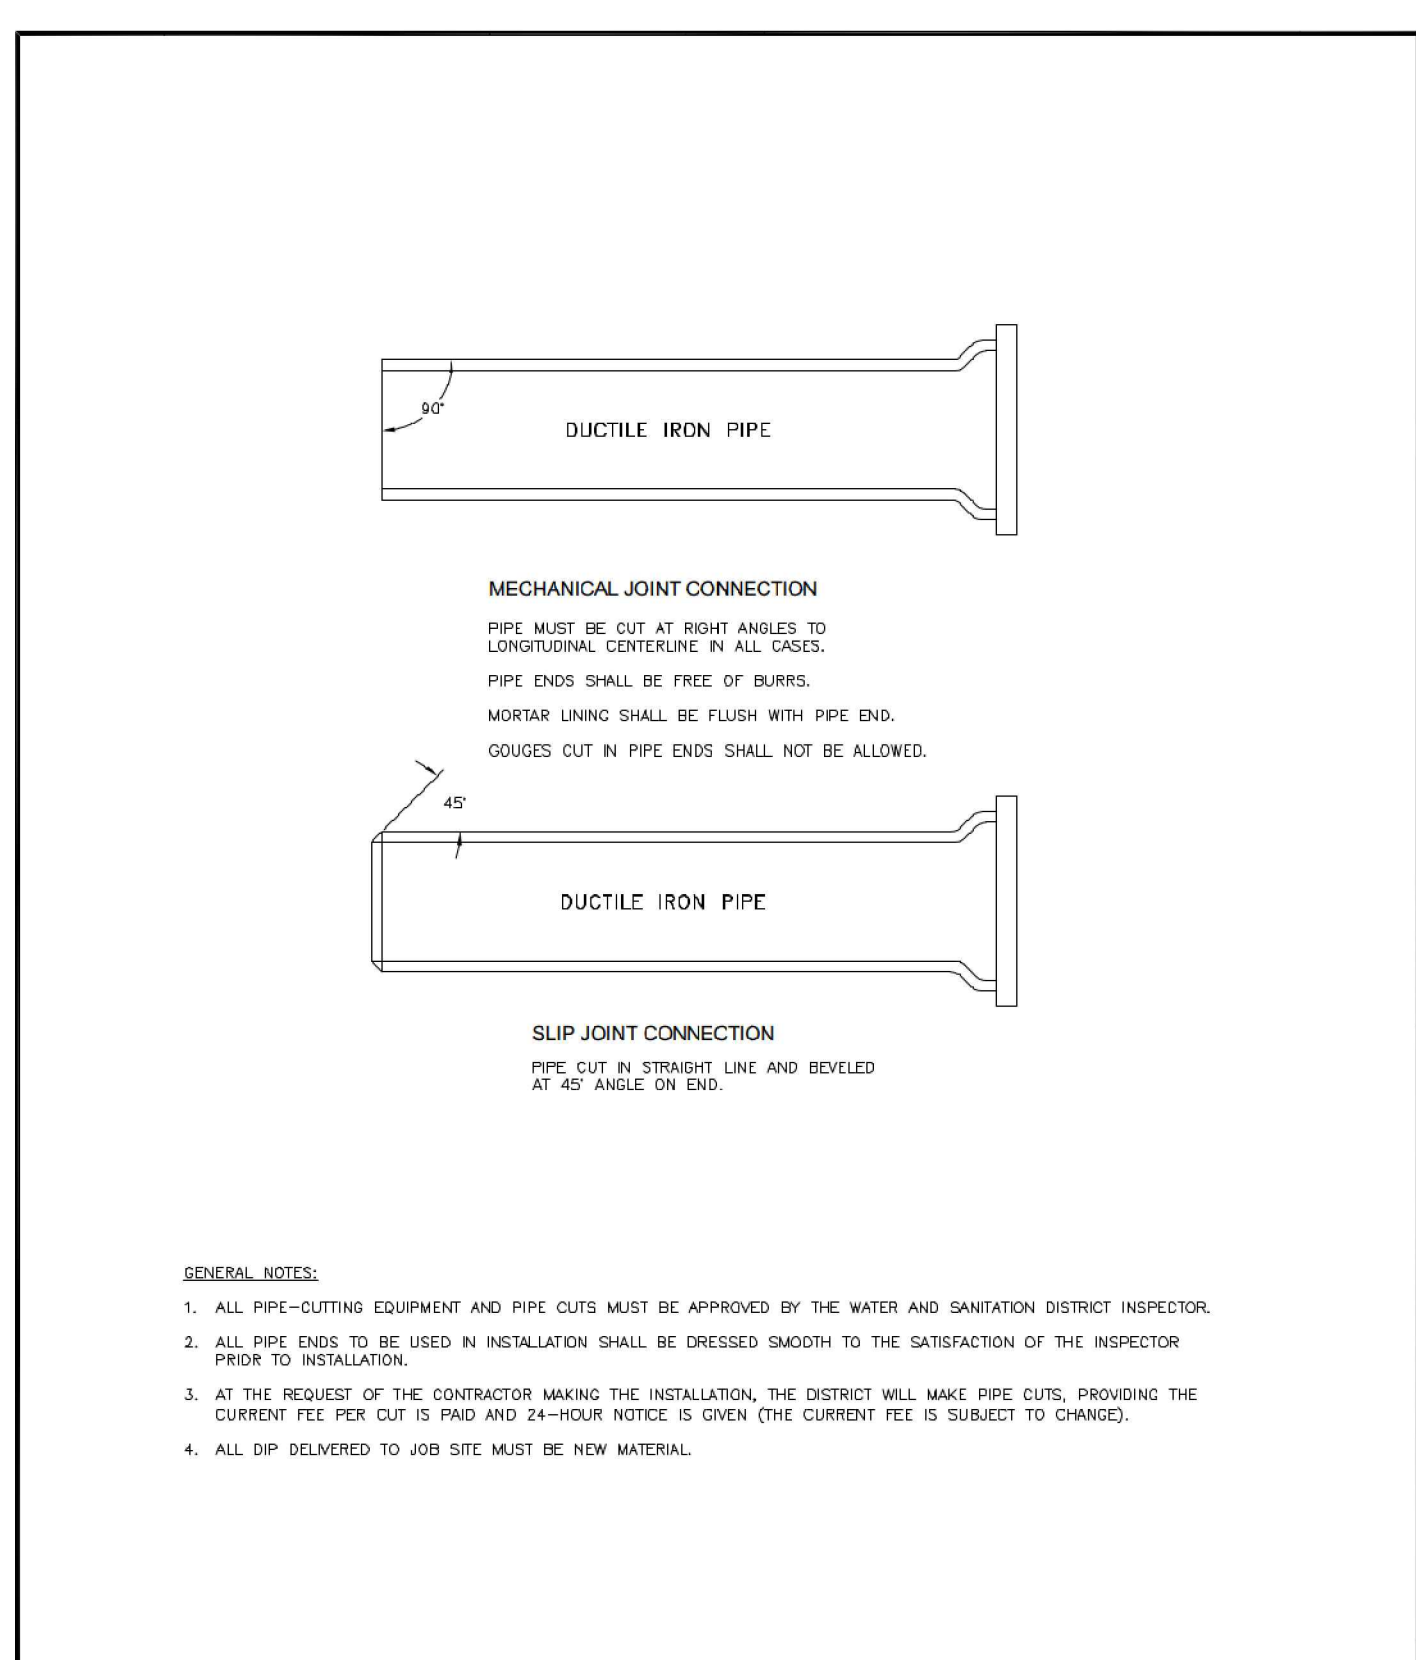 90°
DUCTILE IRON PIPE
MECHANICAL JOINT CONNECTION
PIPE MUST BE CUT AT RIGHT ANGLES TO
LONGITUDINAL CENTERLINE IN ALL CASES.
PIPE ENDS SHALL BE FREE OF BURRS.
MORTAR LINING SHALL BE FLUSH WITH PIPE END.
GOUGES CUT IN PIPE ENDS SHALL NOT BE ALLOWED.
45°
DUCTILE IRON PIPE
SLIP JOINT CONNECTION
PIPE CUT IN STRAIGHT LINE AND BEVELED
AT 45° ANGLE ON END.
GENERAL NOTES:
1. ALL PIPE-CUTTING EQUIPMENT AND PIPE CUTS MUST BE APPROVED BY THE WATER AND SANITATION DISTRICT INSPECTOR.
2. ALL PIPE ENDS TO BE USED IN INSTALLATION SHALL BE DRESSED SMOOTH TO THE SATISFACTION OF THE INSPECTOR
PRIOR TO INSTALLATION.
3. AT THE REQUEST OF THE CONTRACTOR MAKING THE INSTALLATION, THE DISTRICT WILL MAKE PIPE CUTS, PROVIDING THE
CURRENT FEE PER CUT IS PAID AND 24-HOUR NOTICE IS GIVEN (THE CURRENT FEE IS SUBJECT TO CHANGE).
4. ALL DIP DELIVERED TO JOB SITE MUST BE NEW MATERIAL.